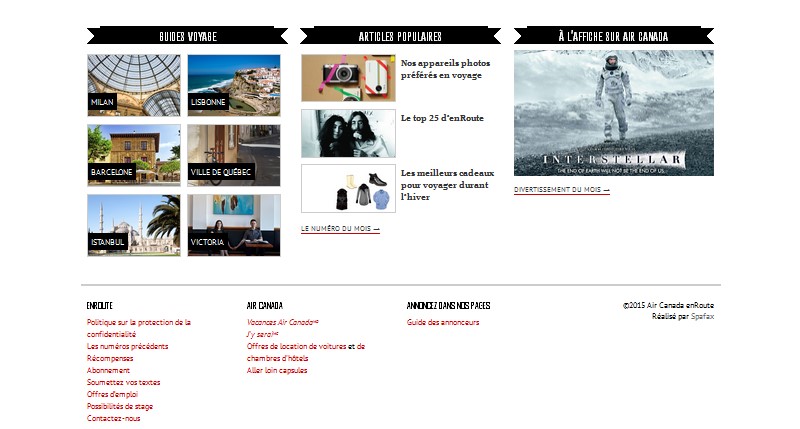 GUIDES VOYAGE
MILAN
LISBONNE
BARCELONE
VILLE DE QUÉBEC
ISTANBUL
VICTORIA
ARTICLES POPULAIRES
Nos appareils photos
préférés en voyage
Le top 25 d'enRoute
Les meilleurs cadeaux
pour voyager durant
l'hiver
LE NUMÉRO DU MOIS
À L'AFFICHE SUR AIR CANADA
INTERSTELLAR
THE END OF EARTH WILL NOT BE THE END OF US
DIVERTISSEMENT DU MOIS
ENROUTE
Politique sur la protection de la
confidentialité
Les numéros précédents
Récompenses
Abonnement
Soumettez vos textes
Offres d'emploi
Possibilités de stage
Contactez-nous
AIR CANADA
Vacances Air Canada
J'y serai
Offres de location de voitures et de
chambres d'hôtels
Aller loin capsules
ANNONCEZ DANS NOS PAGES
Guide des annonceurs
©2015 Air Canada enRoute
Réalisé par Spafax